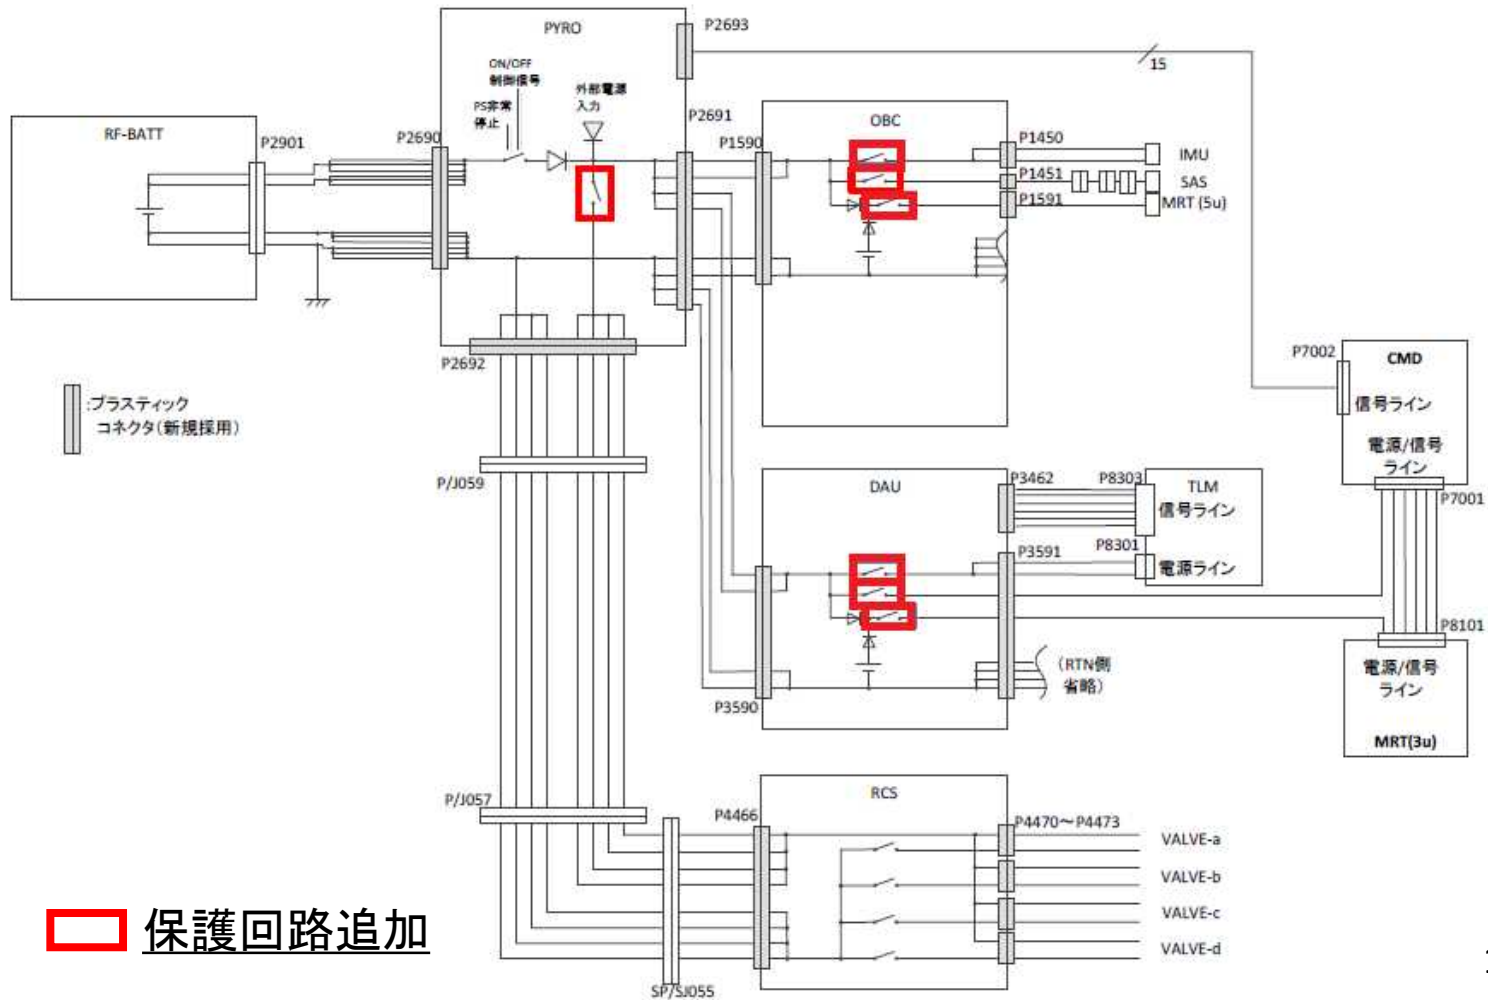 PYRO
P2693
ON/OFF
制御信号
PS非常
停止
外部電源
入力
15
RF-BATT
P2901
P2690
P2691
P1590
OBC
P1450
IMU
P1451
SAS
P1591
MRT (5u)
P2692
:プラスティック
コネクタ(新規採用)
P7002
CMD
信号ライン
電源/信号
ライン
P7001
P/J059
DAU
P3462
P8303
TLM
信号ライン
P3591
P8301
電源ライン
P8101
(RTN側
省略)
P3590
電源/信号
ライン
MRT(3u)
P/J057
RCS
P4466
P4470～P4473
VALVE-a
VALVE-b
VALVE-c
VALVE-d
保護回路追加
SP/SJ055